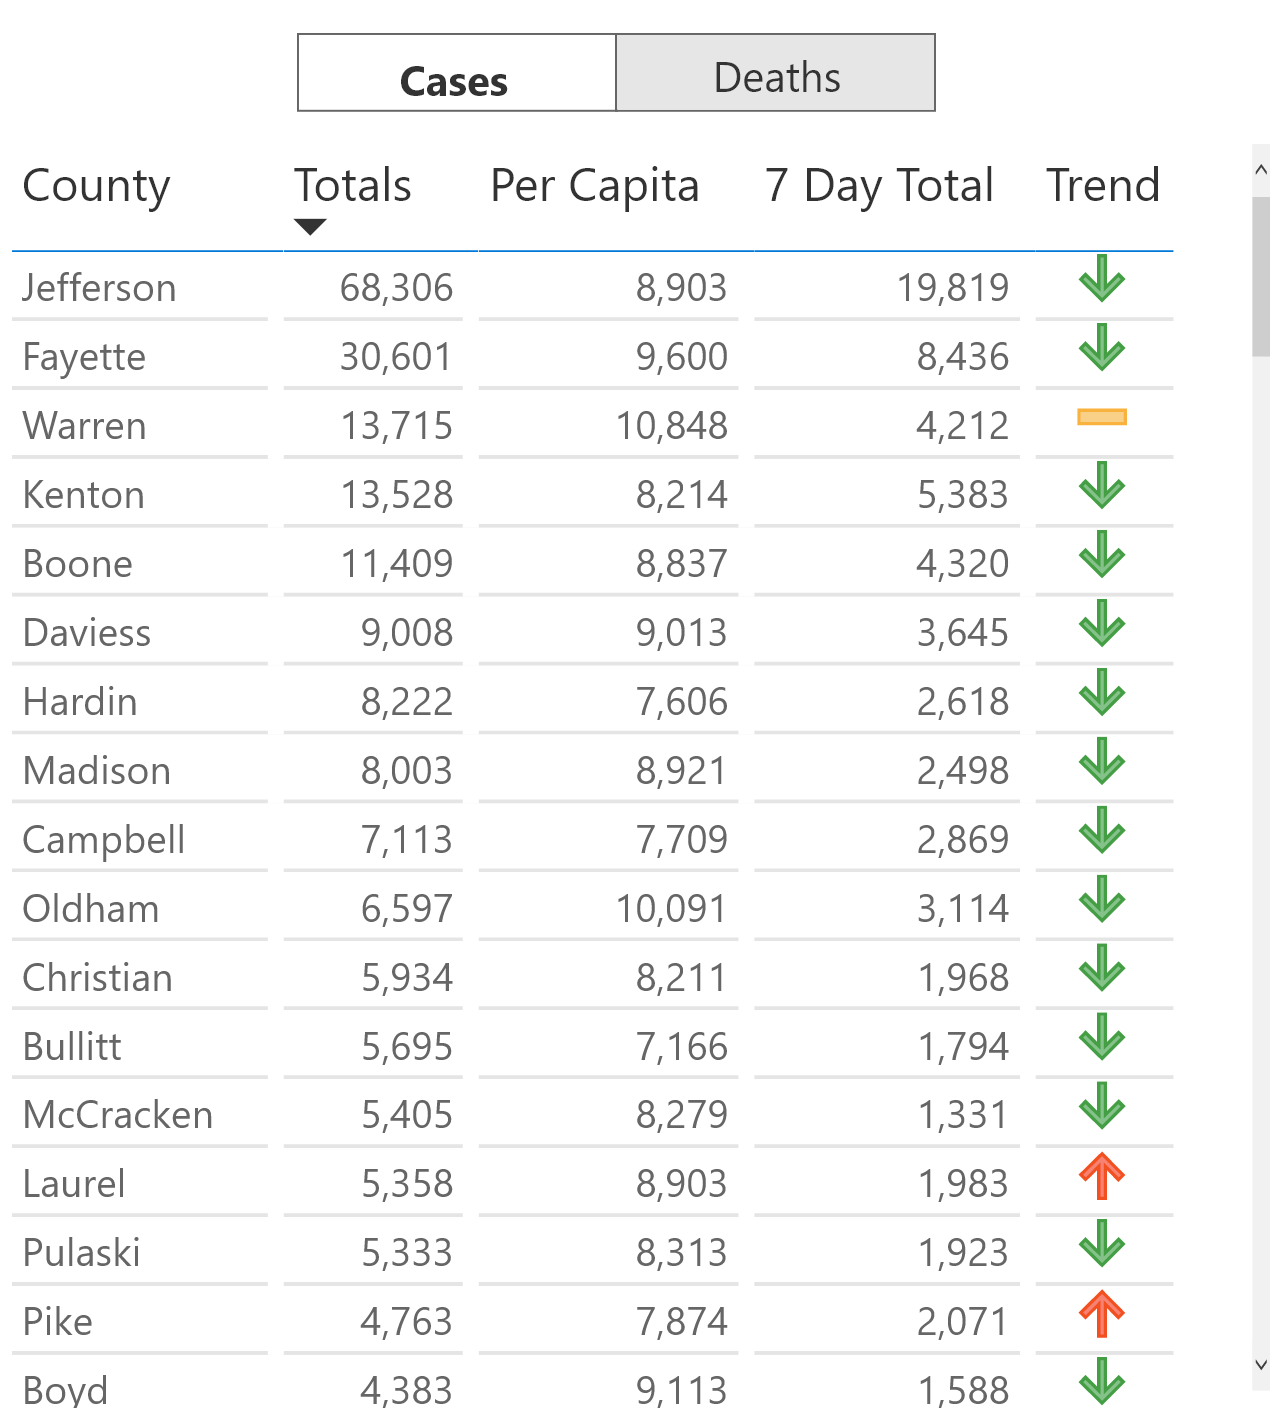 Cases Deaths
County Totals Per Capita 7 Day Total Trend
Jefferson 68,306 8,903 19,819
Fayette 30,601 9,600 8,436
Warren 13,715 10,848 4,212
Kenton 13,528 8,214 5,383
Boone 11,409 8,837 4,320
Daviess 9,008 9,013 3,645
Hardin 8,222 7,606 2,618
Madison 8,003 8,921 2,498
Campbell 7,113 7,709 2,869
Oldham 6,597 10,091 3,114
Christian 5,934 8,211 1,968
Bullitt 5,695 7,166 1,794
McCracken 5,405 8,279 1,331
Laurel 5,358 8,903 1,983
Pulaski 5,333 8,313 1,923
Pike 4,763 7,874 2,071
Boyd 4,383 9,113 1,588